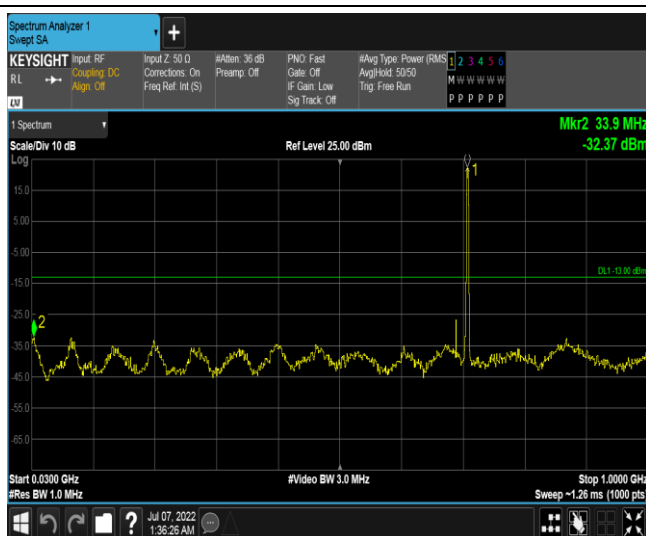 Spectrum Analyzer 1
Swept SA
+
KEYSIGHT
RL
LXI
Input: RF
Coupling: DC
Align: Off
Input Z: 50 Ω
Corrections: On
Freq Ref: Int (S)
#Atten: 36 dB
Preamp: Off
PNO: Fast
Gate: Off
IF Gain: Low
Sig Track: Off
#Avg Type: Power (RMS
Avg|Hold: 50/50
Trig: Free Run
1 2 3 4 5 6
M W W W W W
P P P P P P
1 Spectrum
Mkr2 33.9 MHz
-32.37 dBm
Scale/Div 10 dB
Ref Level 25.00 dBm
Log
1
15.0
5.00
-5.00
DL1 -13.00 dBm
-15.0
-25.0
2
-35.0
-45.0
-55.0
-65.0
Start 0.0300 GHz
#Video BW 3.0 MHz
Stop 1.0000 GHz
#Res BW 1.0 MHz
Sweep ~1.26 ms (1000 pts)
?
Jul 07, 2022
1:36:26 AM